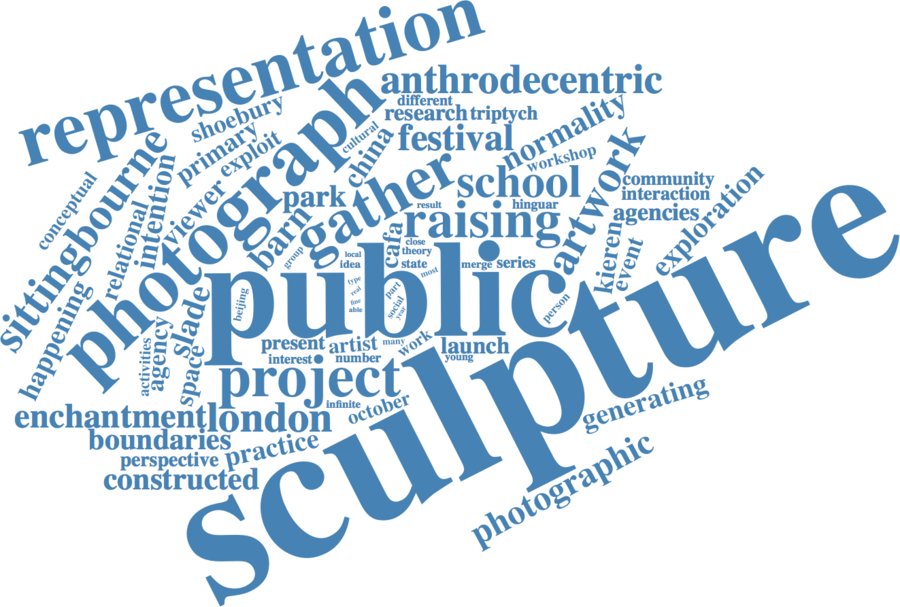 representation
anthrodecentric
different
research
triptych
shoebury
photograph
cultural
festival
normality
primary
exploit
china
workshop
sittingbourne
conceptual
intention
viewer
park
gather
school
artwork
community
interaction
relational
barn
result
hinguar
raising
agencies
exploration
group
cafa
close
theory
local
idea
state
most
merge
series
kieren
event
public
type
real
fine
able
part
social
year
beijing
person
happening
slade
agency
activities
space
present
artist
many
work
launch
interest
number
young
project
infinite
october
sculpture
generating
enchantment
london
boundaries
practice
perspective
constructed
photographic